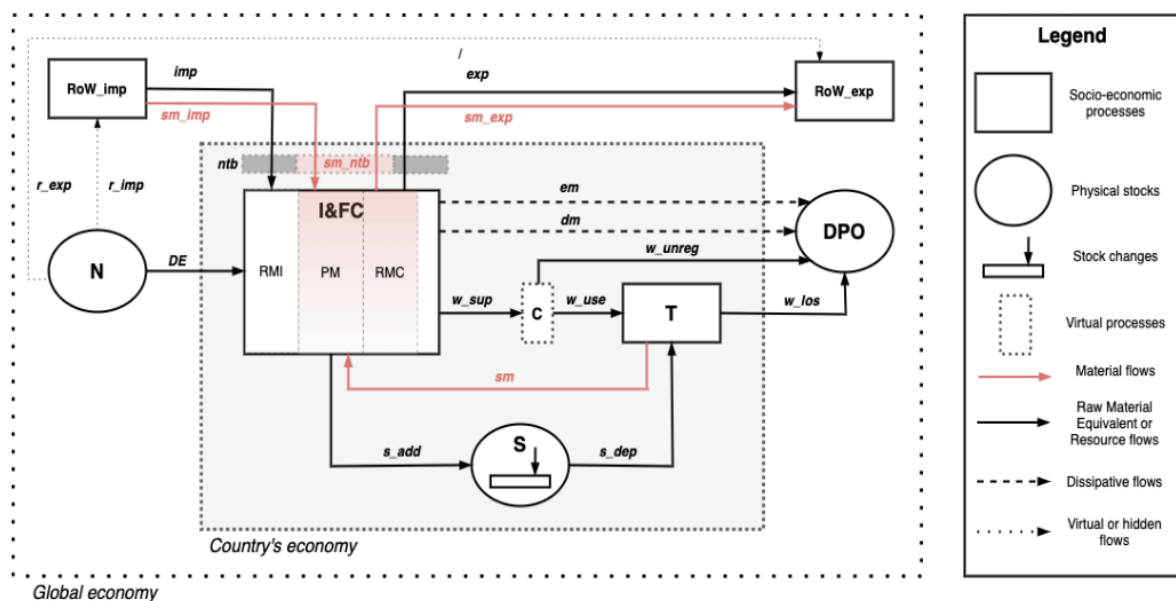 /
imp
exp
RoW_imp
RoW_exp
sm_imp
sm_exp
ntb
sm_ntb
r_exp
r_imp
em
I&FC
dm
DPO
w_unreg
N
DE
RMI
PM
RMC
w_sup
C
w_use
T
w_los
sm
S
s_add
s_dep
Country's economy
Global economy
Legend
Socio-economic
processes
Physical stocks
Stock changes
Virtual processes
Material flows
Raw Material
Equivalent or
Resource flows
Dissipative flows
Virtual or hidden
flows